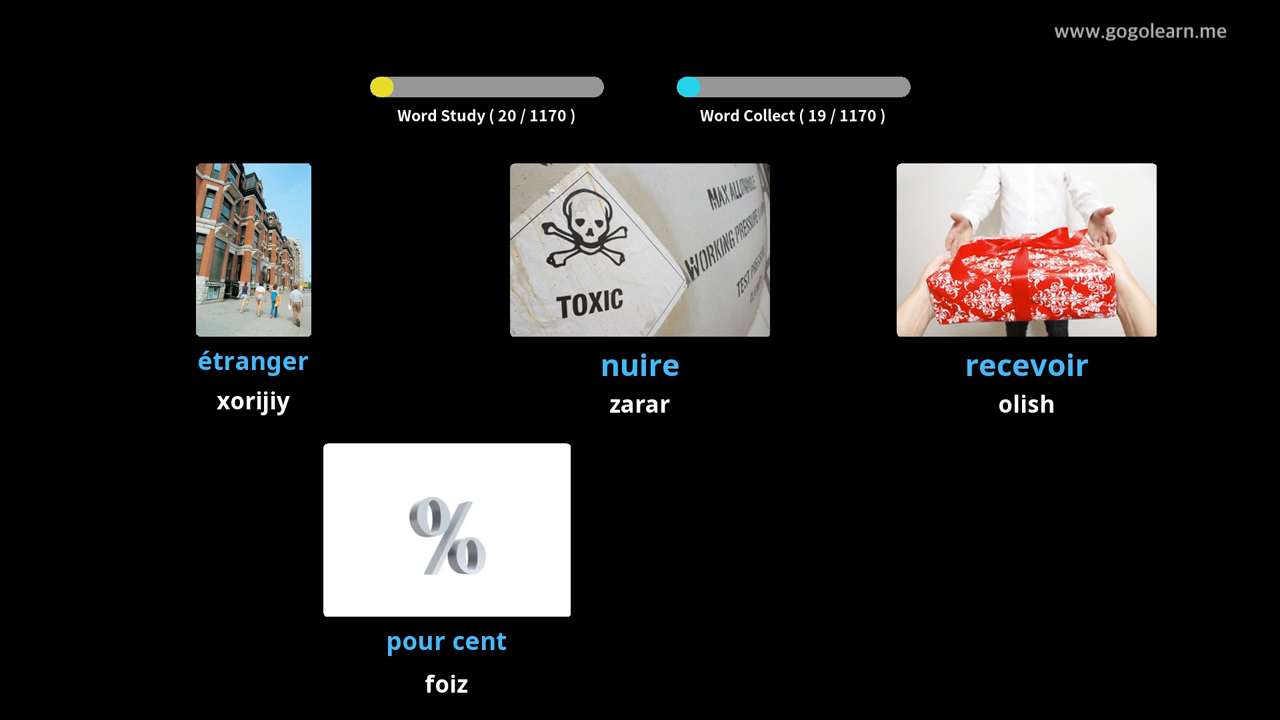 www.gogolearn.me
Word Study ( 20 / 1170 )
Word Collect ( 19 / 1170 )
TOXIC
MAX
WORKING PRESSURE
TEST
étranger
xorijiy
nuire
zarar
recevoir
olish
%
pour cent
foiz